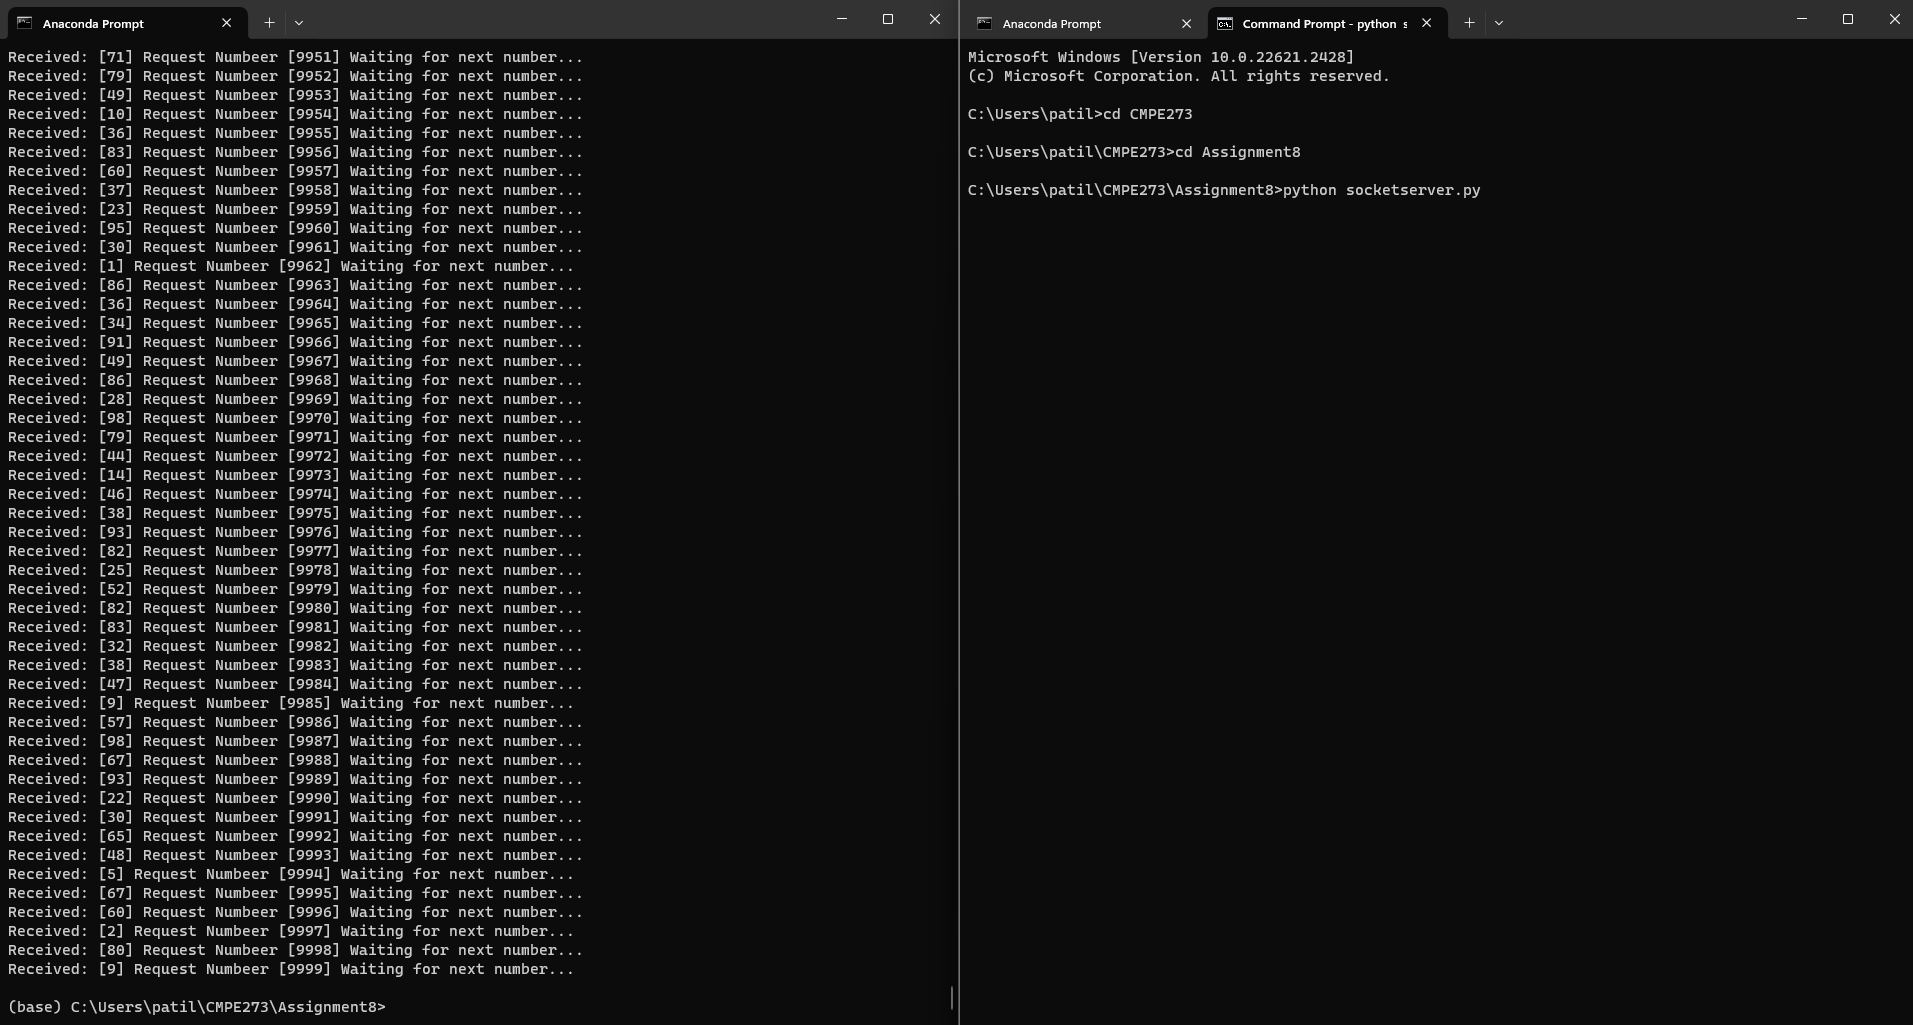 Anaconda Prompt
Received: [71] Request Numbeer [9951] Waiting for next number...
Received: [79] Request Numbeer [9952] Waiting for next number...
Received: [49] Request Numbeer [9953] Waiting for next number...
Received: [10] Request Numbeer [9954] Waiting for next number...
Received: [36] Request Numbeer [9955] Waiting for next number...
Received: [83] Request Numbeer [9956] Waiting for next number...
Received: [60] Request Numbeer [9957] Waiting for next number...
Received: [37] Request Numbeer [9958] Waiting for next number...
Received: [23] Request Numbeer [9959] Waiting for next number...
Received: [95] Request Numbeer [9960] Waiting for next number...
Received: [30] Request Numbeer [9961] Waiting for next number...
Received: [1] Request Numbeer [9962] Waiting for next number...
Received: [86] Request Numbeer [9963] Waiting for next number...
Received: [36] Request Numbeer [9964] Waiting for next number...
Received: [34] Request Numbeer [9965] Waiting for next number...
Received: [91] Request Numbeer [9966] Waiting for next number...
Received: [49] Request Numbeer [9967] Waiting for next number...
Received: [86] Request Numbeer [9968] Waiting for next number...
Received: [28] Request Numbeer [9969] Waiting for next number...
Received: [98] Request Numbeer [9970] Waiting for next number...
Received: [79] Request Numbeer [9971] Waiting for next number...
Received: [44] Request Numbeer [9972] Waiting for next number...
Received: [14] Request Numbeer [9973] Waiting for next number...
Received: [46] Request Numbeer [9974] Waiting for next number...
Received: [38] Request Numbeer [9975] Waiting for next number...
Received: [93] Request Numbeer [9976] Waiting for next number...
Received: [82] Request Numbeer [9977] Waiting for next number...
Received: [25] Request Numbeer [9978] Waiting for next number...
Received: [52] Request Numbeer [9979] Waiting for next number...
Received: [82] Request Numbeer [9980] Waiting for next number...
Received: [83] Request Numbeer [9981] Waiting for next number...
Received: [32] Request Numbeer [9982] Waiting for next number...
Received: [38] Request Numbeer [9983] Waiting for next number...
Received: [47] Request Numbeer [9984] Waiting for next number...
Received: [9] Request Numbeer [9985] Waiting for next number...
Received: [57] Request Numbeer [9986] Waiting for next number...
Received: [98] Request Numbeer [9987] Waiting for next number...
Received: [67] Request Numbeer [9988] Waiting for next number...
Received: [93] Request Numbeer [9989] Waiting for next number...
Received: [22] Request Numbeer [9990] Waiting for next number...
Received: [30] Request Numbeer [9991] Waiting for next number...
Received: [65] Request Numbeer [9992] Waiting for next number...
Received: [48] Request Numbeer [9993] Waiting for next number...
Received: [5] Request Numbeer [9994] Waiting for next number...
Received: [67] Request Numbeer [9995] Waiting for next number...
Received: [60] Request Numbeer [9996] Waiting for next number...
Received: [2] Request Numbeer [9997] Waiting for next number...
Received: [80] Request Numbeer [9998] Waiting for next number...
Received: [9] Request Numbeer [9999] Waiting for next number...
(base) C:\Users\patil\CMPE273\Assignment8>
Anaconda Prompt
Command Prompt - python s
Microsoft Windows [Version 10.0.22621.2428]
(c) Microsoft Corporation. All rights reserved.
C:\Users\patil>cd CMPE273
C:\Users\patil\CMPE273>cd Assignment8
C:\Users\patil\CMPE273\Assignment8>python socketserver.py